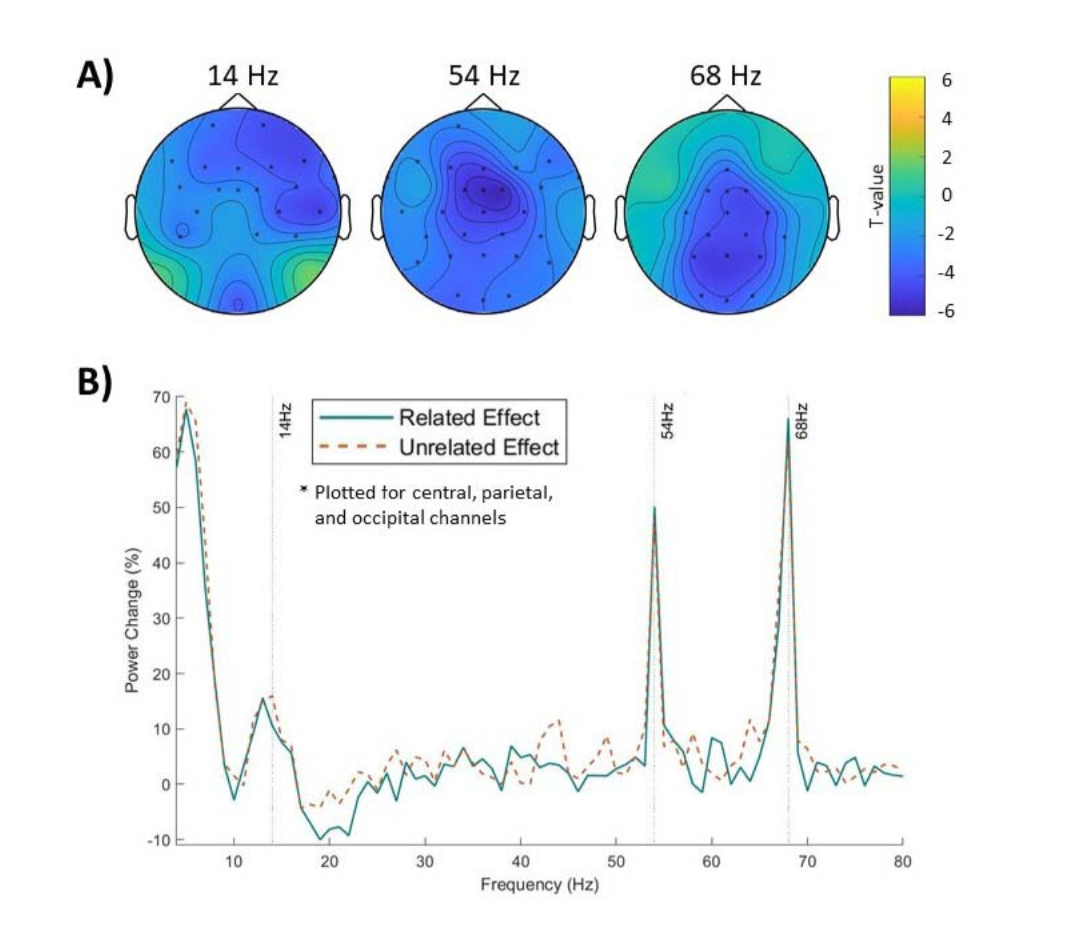 A)
14 Hz
54 Hz
68 Hz
6
4
2
0
-2
-4
-6
T-value
B)
70
60
50
40
30
20
10
0
-10
Power Change (%)
14Hz
54Hz
68Hz
Related Effect
Unrelated Effect
* Plotted for central, parietal,
and occipital channels
10
20
30
40
50
60
70
80
Frequency (Hz)